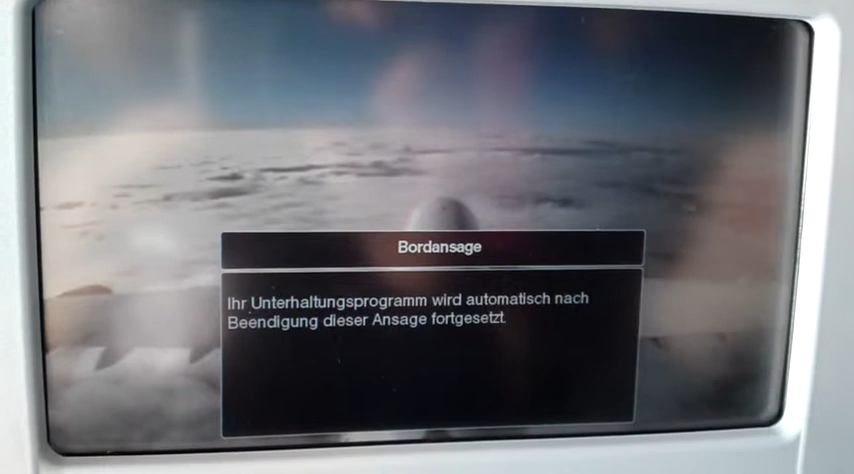 Bordansage
Ihr Unterhaltungsprogramm wird automatisch nach
Beendigung dieser Ansage fortgesetzt.